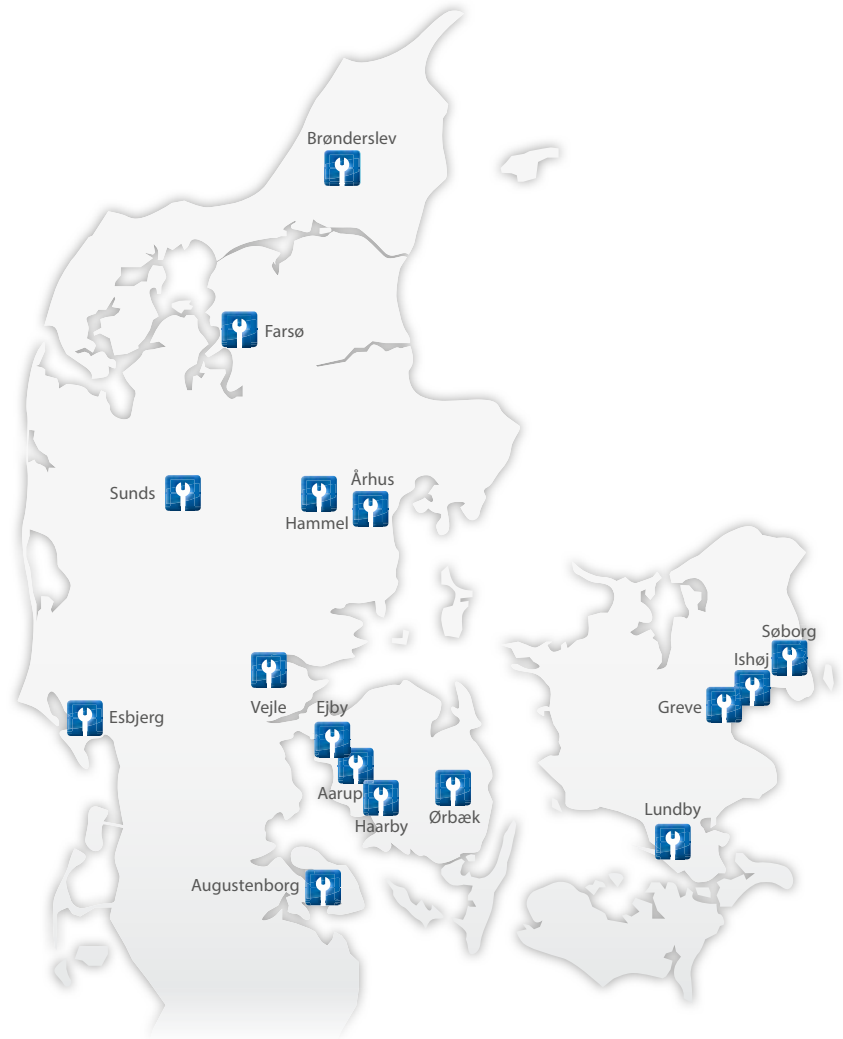 Brønderslev
Farsø
Århus
Sunds
Hammel
Søborg
Ishøj
Greve
Vejle
Ejby
Esbjerg
Aarup
Lundby
Ørbæk
Haarby
Augustenborg